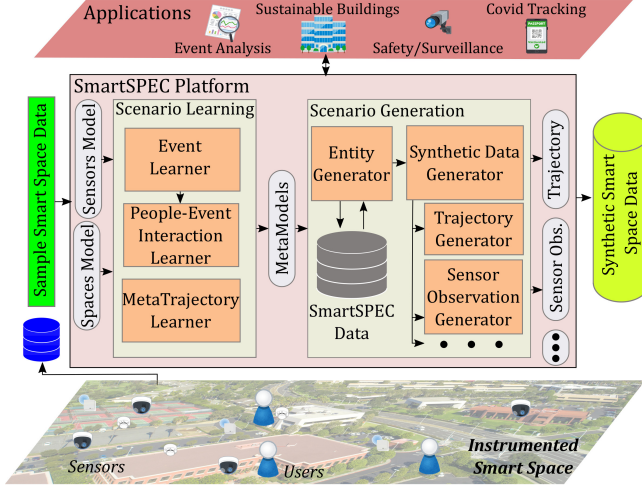 Applications
Sustainable Buildings
Covid Tracking
Event Analysis
Safety/Surveillance
PASSPORT
SmartSPEC Platform
Sample Smart Space Data
Sensors Model
Spaces Model
Scenario Learning
Event
Learner
People-Event
Interaction
Learner
MetaTrajectory
Learner
MetaModels
Scenario Generation
Entity
Generator
Synthetic Data
Generator
Trajectory
Generator
Sensor
Observation
Generator
SmartSPEC
Data
Trajectory
Sensor Obs.
Synthetic Smart
Space Data
Sensors
Users
Instrumented
Smart Space